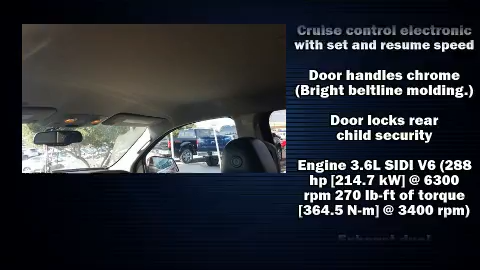 Cruise control electronic
with set and resume speed
Door handles chrome
(Bright beltline molding.)
Door locks rear
child security
Engine 3.6L SIDI V6 (288
hp [214.7 kW] @ 6300
rpm 270 lb-ft of torque
[364.5 N-m] @ 3400 rpm)